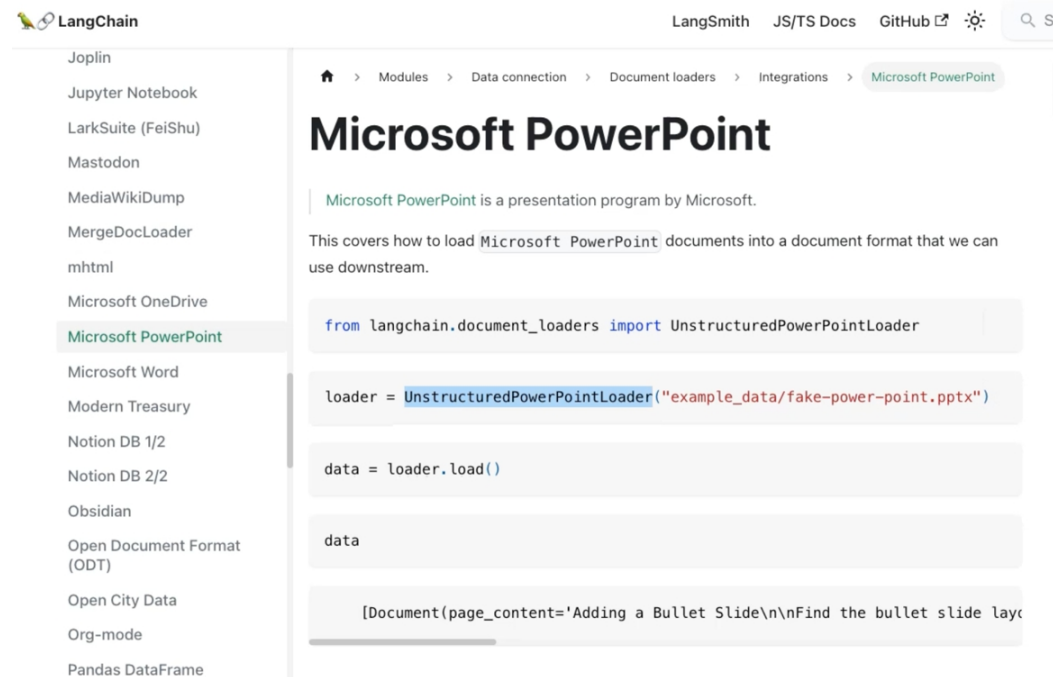 LangChain
LangSmith JS/TS Docs GitHub
Joplin
Jupyter Notebook
LarkSuite (FeiShu)
Mastodon
MediaWikiDump
MergeDocLoader
mhtml
Microsoft OneDrive
Microsoft PowerPoint
Microsoft Word
Modern Treasury
Notion DB 1/2
Notion DB 2/2
Obsidian
Open Document Format
(ODT)
Open City Data
Org-mode
Pandas DataFrame
Modules > Data connection > Document loaders > Integrations > Microsoft PowerPoint
Microsoft PowerPoint
Microsoft PowerPoint is a presentation program by Microsoft.
This covers how to load Microsoft PowerPoint documents into a document format that we can
use downstream.
from langchain.document_loaders import UnstructuredPowerPointLoader
loader = UnstructuredPowerPointLoader("example_data/fake-power-point.pptx")
data = loader.load()
data
[Document(page_content='Adding a Bullet Slide\n\nFind the bullet slide